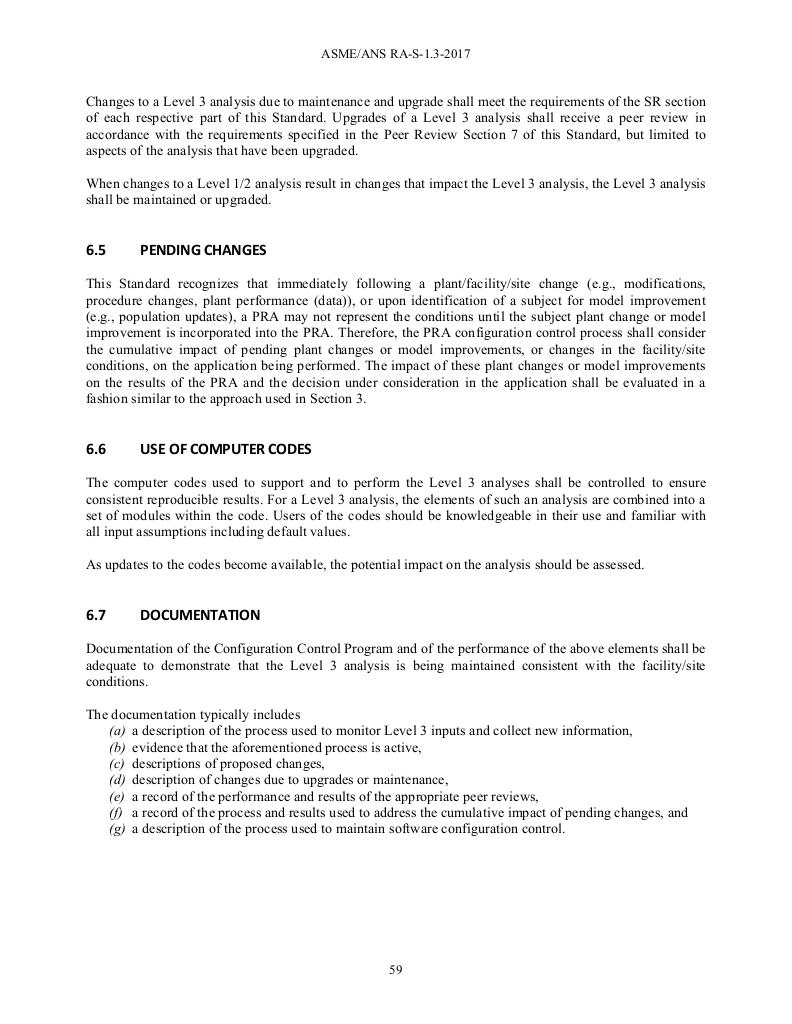 ASME/ANS RA-S-1.3-2017
Changes to a Level 3 analysis due to maintenance and upgrade shall meet the requirements of the SR section
of each respective part of this Standard. Upgrades of a Level 3 analysis shall receive a peer review in
accordance with the requirements specified in the Peer Review Section 7 of this Standard, but limited to
aspects of the analysis that have been upgraded.
When changes to a Level 1/2 analysis result in changes that impact the Level 3 analysis, the Level 3 analysis
shall be maintained or upgraded.
6.5 PENDING CHANGES
This Standard recognizes that immediately following a plant/facility/site change (e.g., modifications,
procedure changes, plant performance (data)), or upon identification of a subject for model improvement
(e.g., population updates), a PRA may not represent the conditions until the subject plant change or model
improvement is incorporated into the PRA. Therefore, the PRA configuration control process shall consider
the cumulative impact of pending plant changes or model improvements, or changes in the facility/site
conditions, on the application being performed. The impact of these plant changes or model improvements
on the results of the PRA and the decision under consideration in the application shall be evaluated in a
fashion similar to the approach used in Section 3.
6.6 USE OF COMPUTER CODES
The computer codes used to support and to perform the Level 3 analyses shall be controlled to ensure
consistent reproducible results. For a Level 3 analysis, the elements of such an analysis are combined into a
set of modules within the code. Users of the codes should be knowledgeable in their use and familiar with
all input assumptions including default values.
As updates to the codes become available, the potential impact on the analysis should be assessed.
6.7 DOCUMENTATION
Documentation of the Configuration Control Program and of the performance of the above elements shall be
adequate to demonstrate that the Level 3 analysis is being maintained consistent with the facility/site
conditions.
The documentation typically includes
(a) a description of the process used to monitor Level 3 inputs and collect new information,
(b) evidence that the aforementioned process is active,
(c) descriptions of proposed changes,
(d) description of changes due to upgrades or maintenance,
(e) a record of the performance and results of the appropriate peer reviews,
(f) a record of the process and results used to address the cumulative impact of pending changes, and
(g) a description of the process used to maintain software configuration control.
59